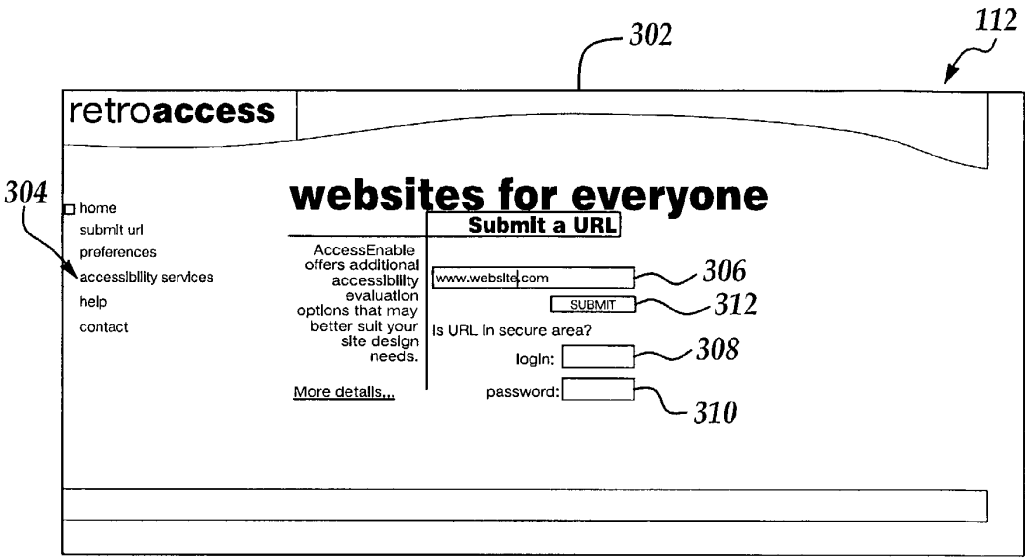 302
112
retroaccess
304
websites for everyone
home
submit url
preferences
accessibility services
help
contact
Submit a URL
AccessEnable
offers additional
accessibility
evaluation
options that may
better suit your
site design
needs.
More details...
www.website.com
306
SUBMIT
312
Is URL in secure area?
login:
308
password:
310